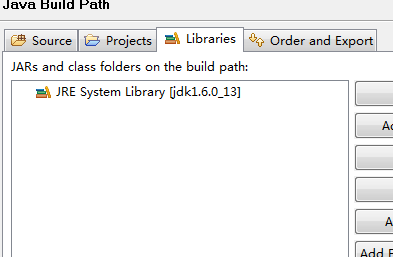 Java Build Path
Source Projects Libraries Order and Export
JARs and class folders on the build path:
JRE System Library [jdk1.6.0_13]